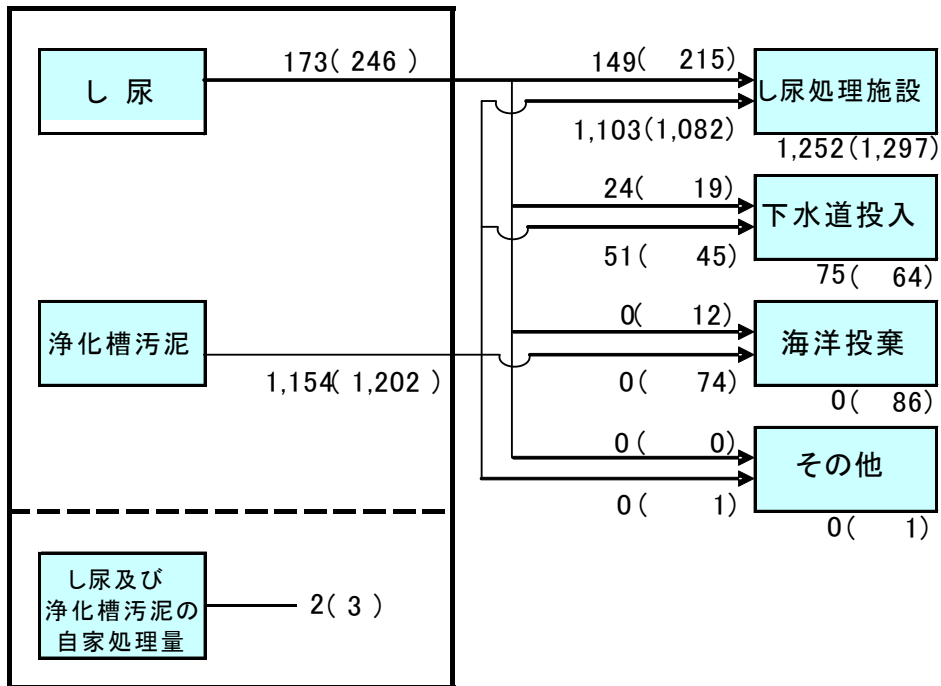 し 尿
173( 246 )
149( 215)
し尿処理施設
1,103(1,082)
1,252(1,297)
24( 19)
下水道投入
51( 45)
75( 64)
浄化槽汚泥
1,154( 1,202 )
0( 12)
海洋投棄
0( 74)
0( 86)
0( 0)
その他
0( 1)
0( 1)
し尿及び
浄化槽汚泥の
自家処理量
2( 3 )